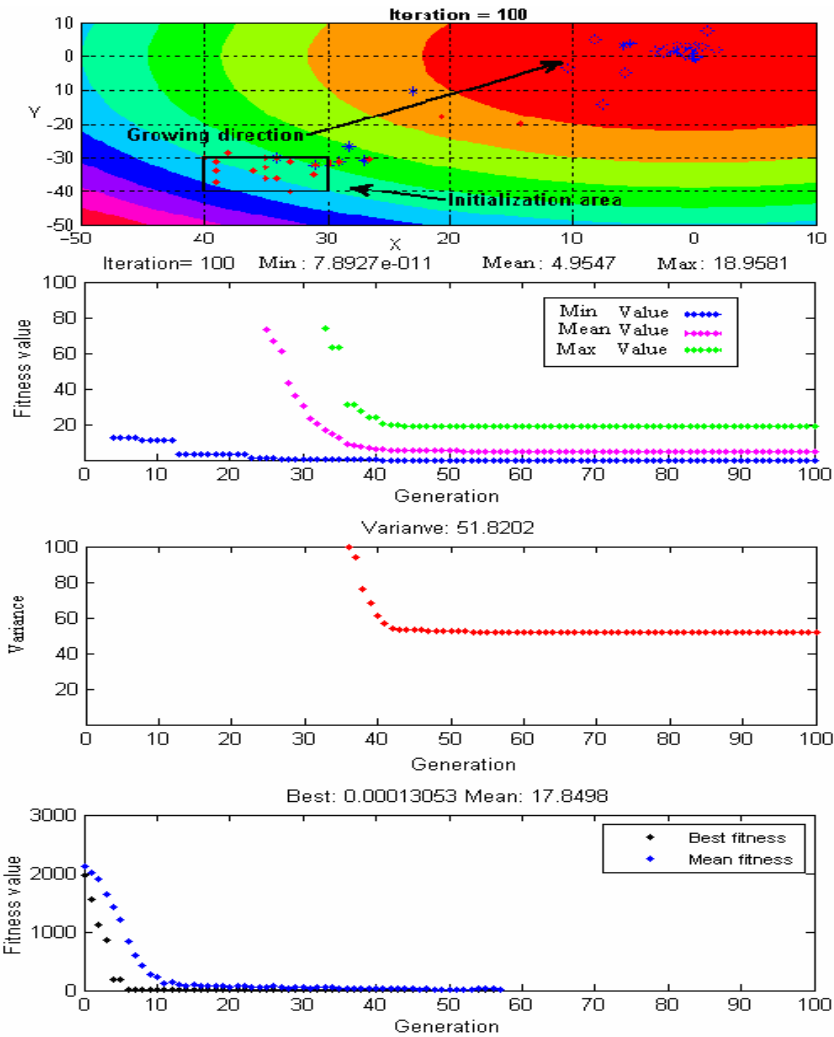 Iteration = 100
10
0
10
Y
-20
Growing direction
-30
-40
Initialization area
-50
-50
40
30
-20
10
0
10
X
Iteration= 100 Min : 7.8927e-011 Mean : 4.9547 Max : 18.9581
100
80
60
40
20
Fitness value
Min Value
Mean Value
Max Value
0 10 20 30 40 50 60 70 80 90 100
Generation
Varianve: 51.8202
100
80
60
40
20
Variance
0 10 20 30 40 50 60 70 80 90 100
Generation
Best: 0.00013053 Mean: 17.8498
3000
2000
1000
0
Fitness value
Best fitness
Mean fitness
0 10 20 30 40 50 60 70 80 90 100
Generation